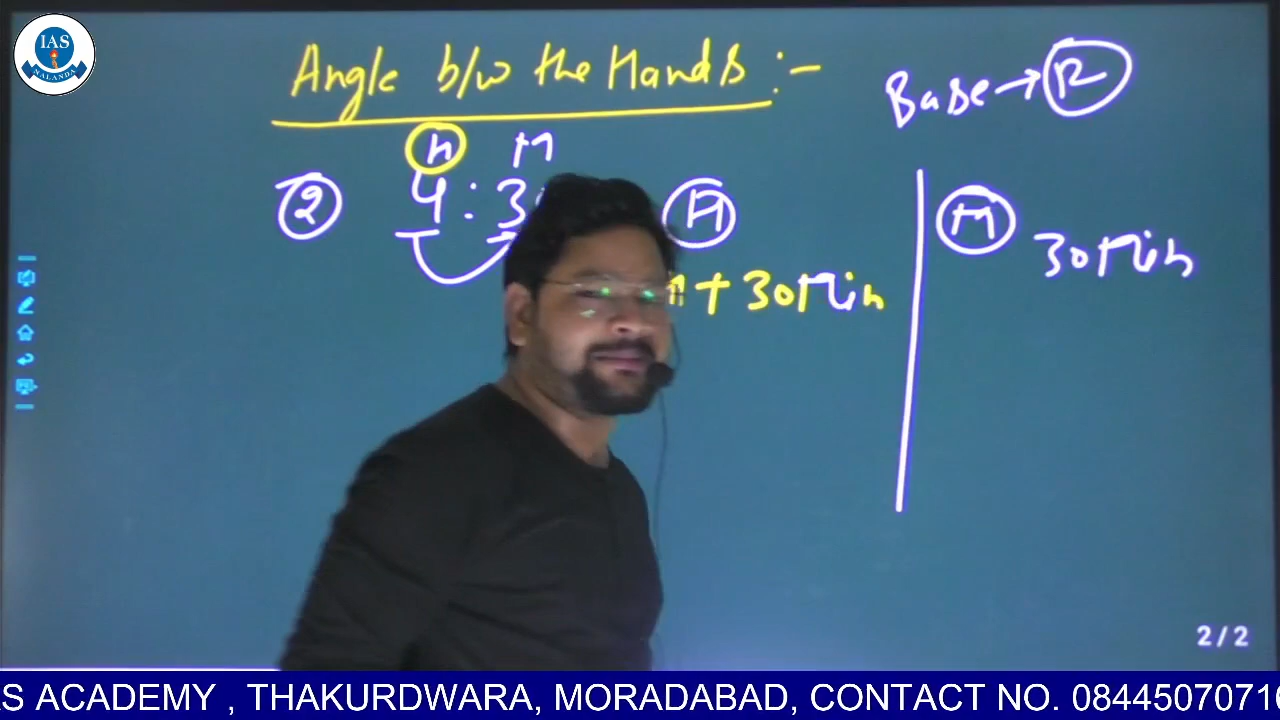 IAS
NALANDA
Angle b/w the Hands :-
Base → 12
h M
② 4 : 3
H
M
30 Min
+ 30 Min
2 / 2
S ACADEMY , THAKURDWARA, MORADABAD, CONTACT NO. 0844507071